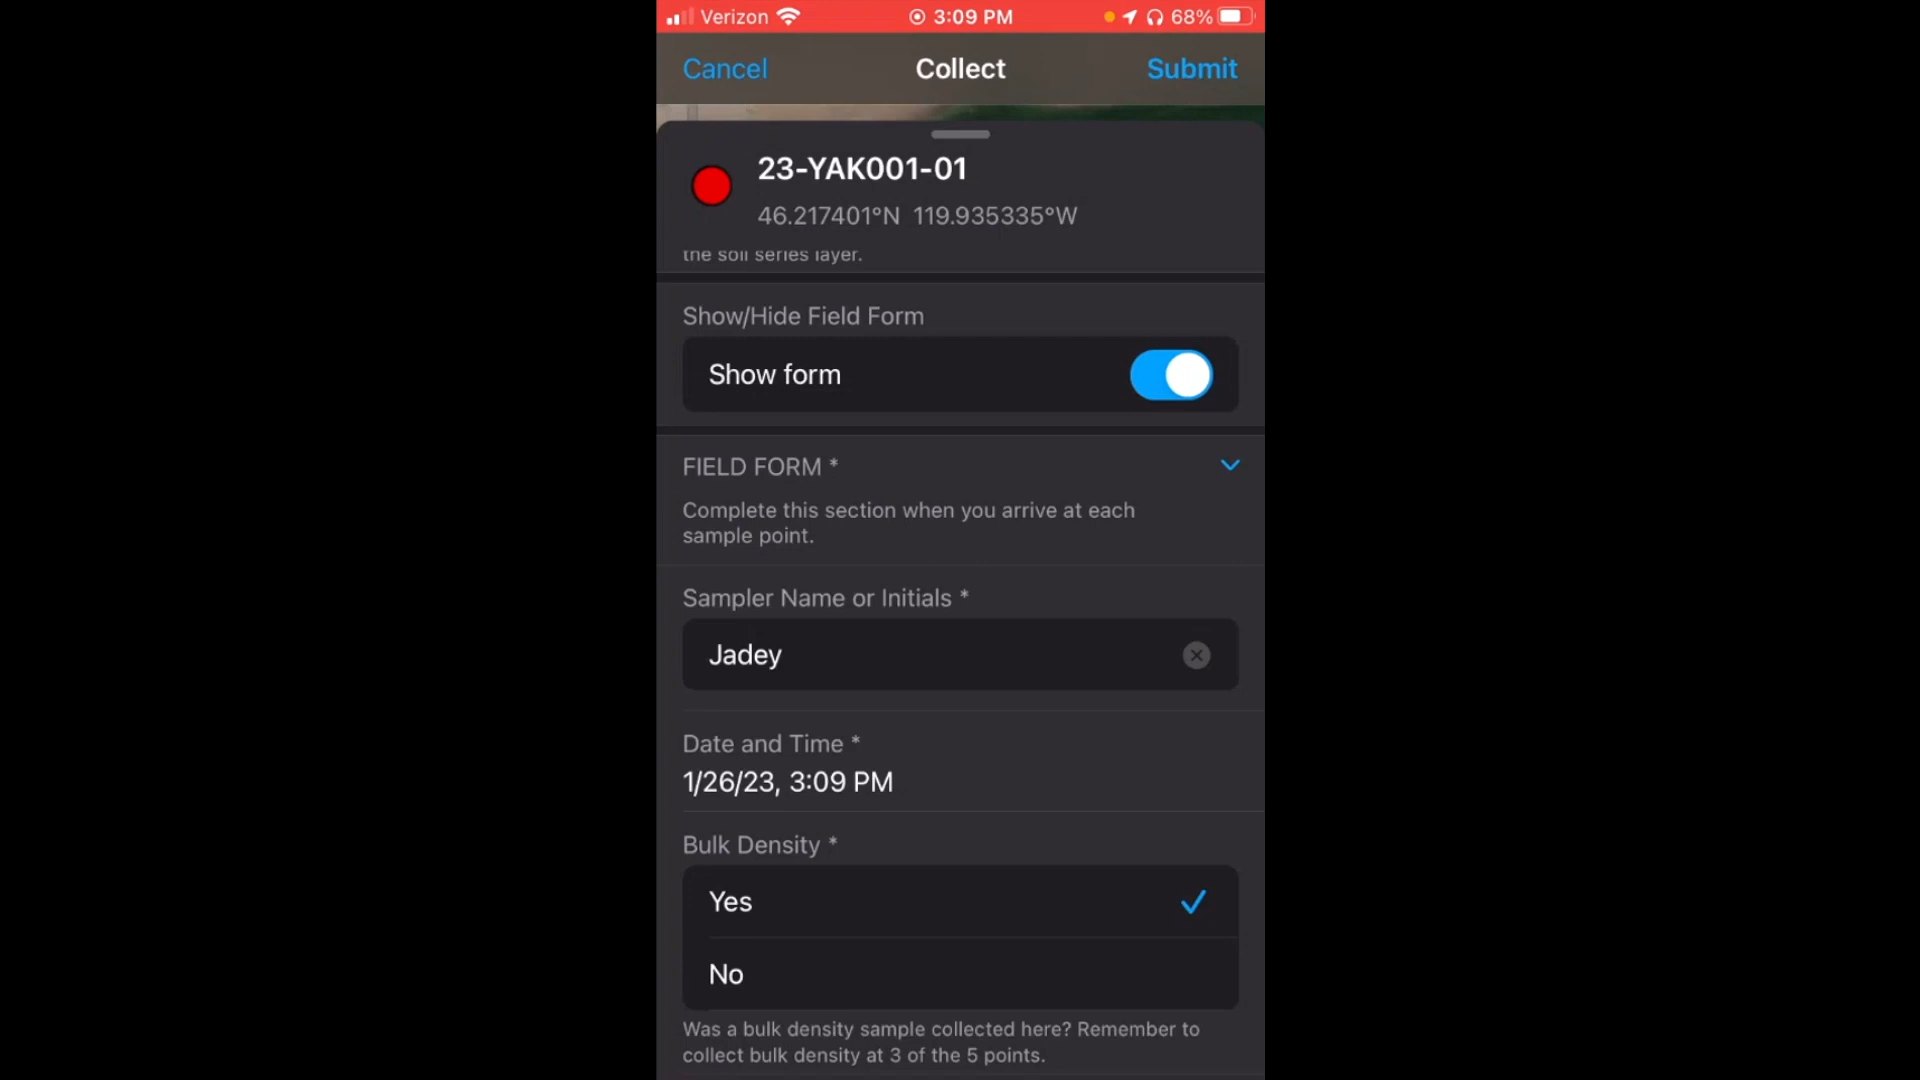 Verizon 3:09 PM 68%
Cancel Collect Submit
23-YAK001-01
46.217401°N 119.935335°W
the soil series layer.
Show/Hide Field Form
Show form
FIELD FORM *
Complete this section when you arrive at each
sample point.
Sampler Name or Initials *
Jadey
Date and Time *
1/26/23, 3:09 PM
Bulk Density *
Yes
No
Was a bulk density sample collected here? Remember to
collect bulk density at 3 of the 5 points.